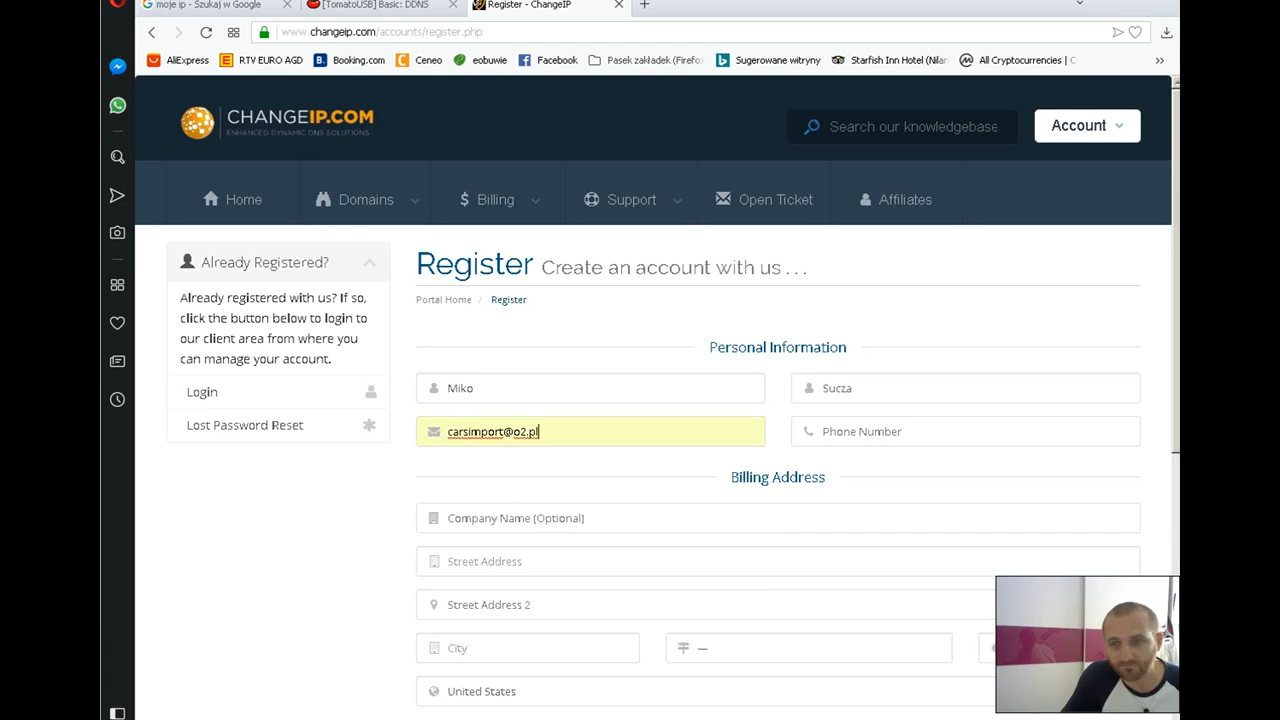 moje ip - Szukaj w Google
[TomatoUSB] Basic: DDNS
Register - ChangeIP
www.changeip.com/accounts/register.php
AliExpress
RTV EURO AGD
Booking.com
Ceneo
eobuwie
Facebook
Pasek zakładek (Firefox
Sugerowane witryny
Starfish Inn Hotel (Nilan
All Cryptocurrencies | C
CHANGEIP.COM
ENHANCED DYNAMIC DNS SOLUTIONS
Search our knowledgebase
Account
Home
Domains
Billing
Support
Open Ticket
Affiliates
Already Registered?
Already registered with us? If so,
click the button below to login to
our client area from where you
can manage your account.
Login
Lost Password Reset
Register Create an account with us . . .
Portal Home / Register
Personal Information
Miko
Sucza
carsimport@o2.pl
Phone Number
Billing Address
Company Name (Optional)
Street Address
Street Address 2
City
—
United States